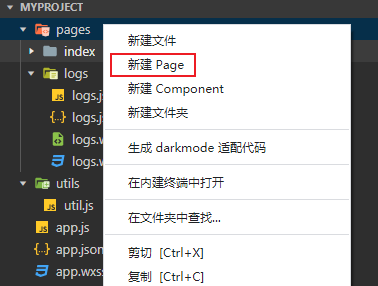 MYPROJECT
pages
index
logs
logs.js
logs.
logs.w
logs.w
utils
util.js
app.js
app.json
app.wxss
新建文件
新建 Page
新建 Component
新建文件夹
生成 darkmode 适配代码
在内建终端中打开
在文件夹中查找...
剪切 [Ctrl+X]
复制 [Ctrl+C]
JS
{.}
JS
JS
{.}